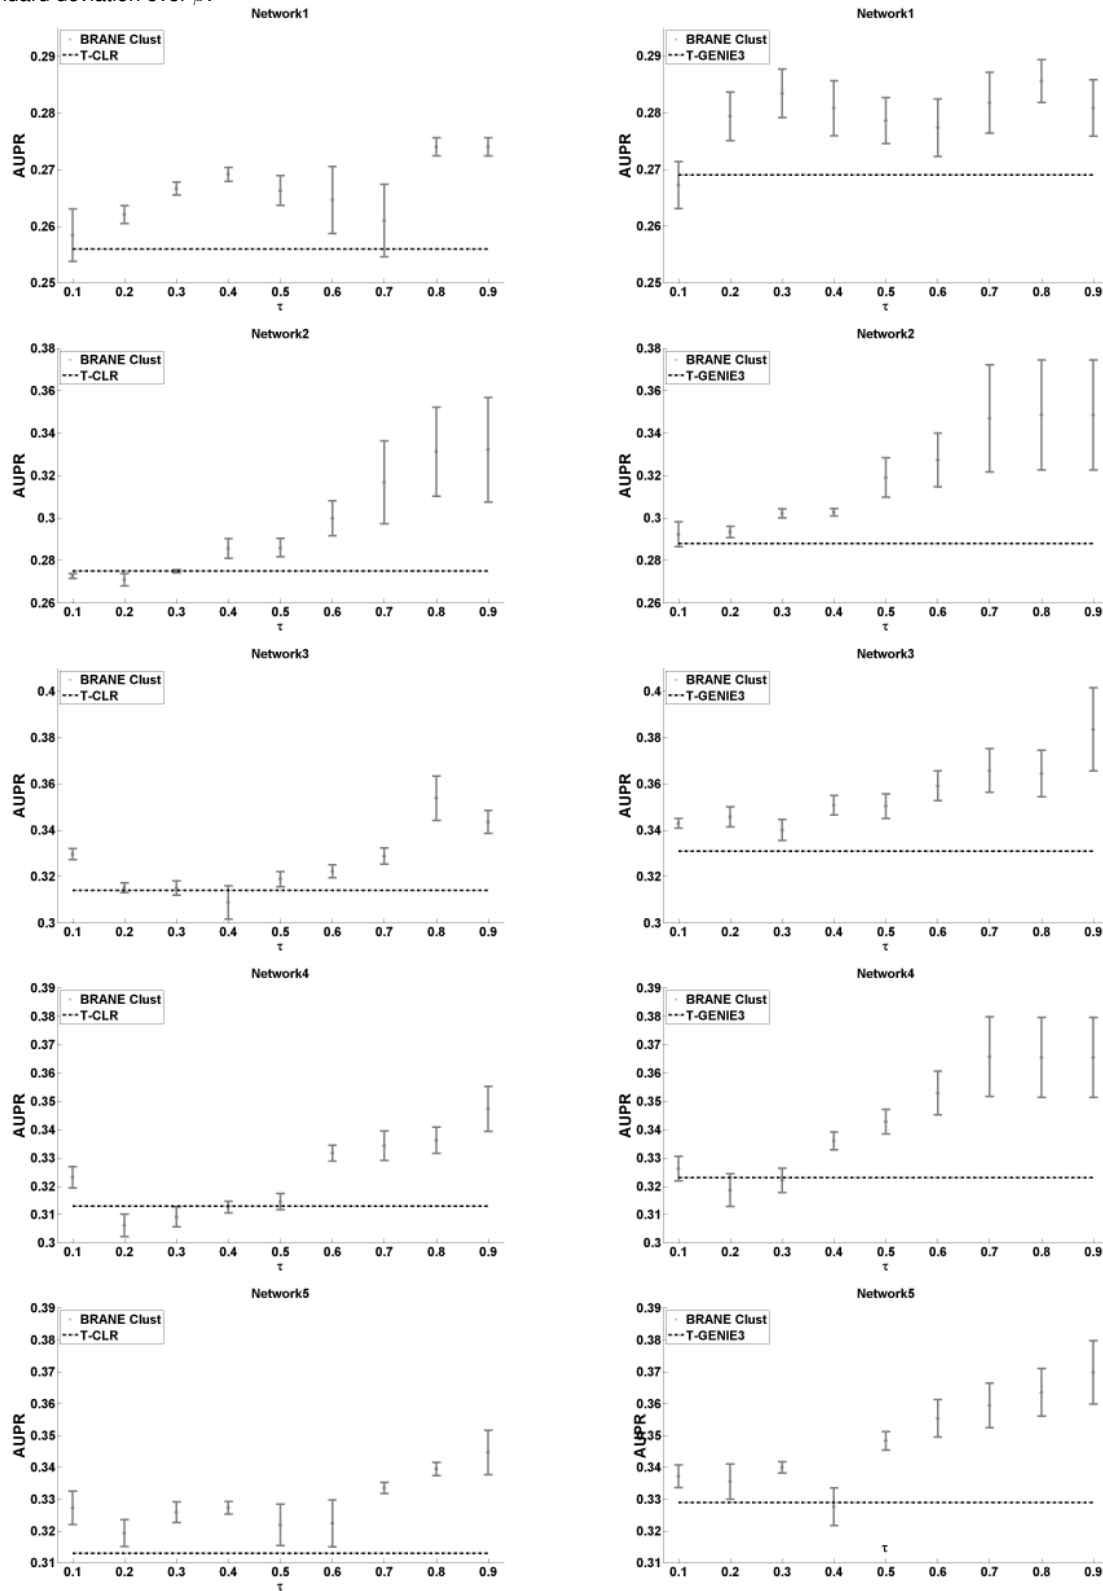 ndard deviation over β.
Network1
BRANE Clust
T-CLR
AUPR
0.29
0.28
0.27
0.26
0.25
0.1 0.2 0.3 0.4 0.5 0.6 0.7 0.8 0.9
τ
Network1
BRANE Clust
T-GENIE3
AUPR
0.29
0.28
0.27
0.26
0.25
0.1 0.2 0.3 0.4 0.5 0.6 0.7 0.8 0.9
τ
Network2
BRANE Clust
T-CLR
AUPR
0.38
0.36
0.34
0.32
0.3
0.28
0.26
0.1 0.2 0.3 0.4 0.5 0.6 0.7 0.8 0.9
τ
Network2
BRANE Clust
T-GENIE3
AUPR
0.38
0.36
0.34
0.32
0.3
0.28
0.26
0.1 0.2 0.3 0.4 0.5 0.6 0.7 0.8 0.9
τ
Network3
BRANE Clust
T-CLR
AUPR
0.4
0.38
0.36
0.34
0.32
0.3
0.1 0.2 0.3 0.4 0.5 0.6 0.7 0.8 0.9
τ
Network3
BRANE Clust
T-GENIE3
AUPR
0.4
0.38
0.36
0.34
0.32
0.3
0.1 0.2 0.3 0.4 0.5 0.6 0.7 0.8 0.9
τ
Network4
BRANE Clust
T-CLR
AUPR
0.39
0.38
0.37
0.36
0.35
0.34
0.33
0.32
0.31
0.3
0.1 0.2 0.3 0.4 0.5 0.6 0.7 0.8 0.9
τ
Network4
BRANE Clust
T-GENIE3
AUPR
0.39
0.38
0.37
0.36
0.35
0.34
0.33
0.32
0.31
0.3
0.1 0.2 0.3 0.4 0.5 0.6 0.7 0.8 0.9
τ
Network5
BRANE Clust
T-CLR
AUPR
0.39
0.38
0.37
0.36
0.35
0.34
0.33
0.32
0.31
0.1 0.2 0.3 0.4 0.5 0.6 0.7 0.8 0.9
τ
Network5
BRANE Clust
T-GENIE3
AUPR
0.39
0.38
0.37
0.36
0.35
0.34
0.33
0.32
0.31
τ
0.1 0.2 0.3 0.4 0.5 0.6 0.7 0.8 0.9